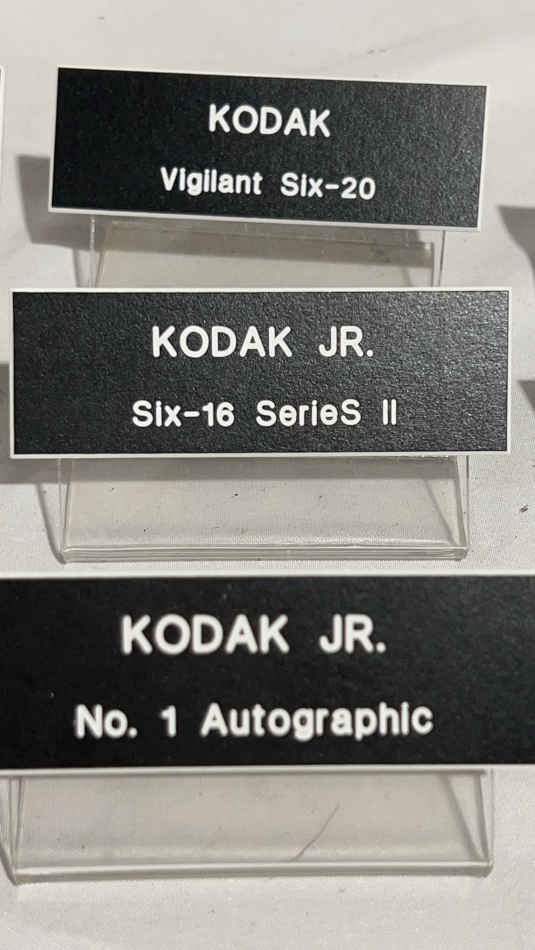 KODAK
Vigilant Six-20
KODAK JR.
Six-16 SerieS II
KODAK JR.
No. 1 Autographic